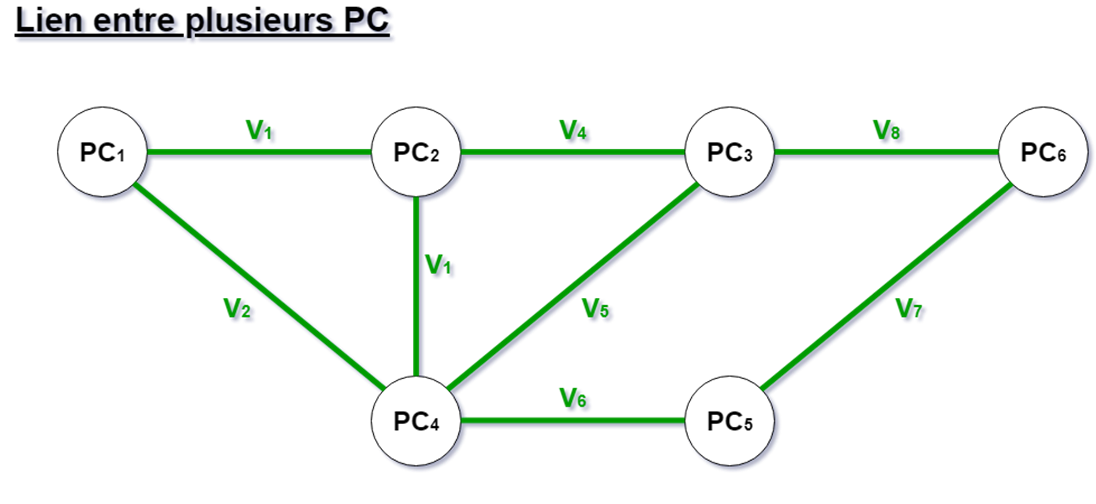 Lien entre plusieurs PC
V1
V4
V8
PC1
PC2
PC3
PC6
V1
V2
V5
V7
V6
PC4
PC5